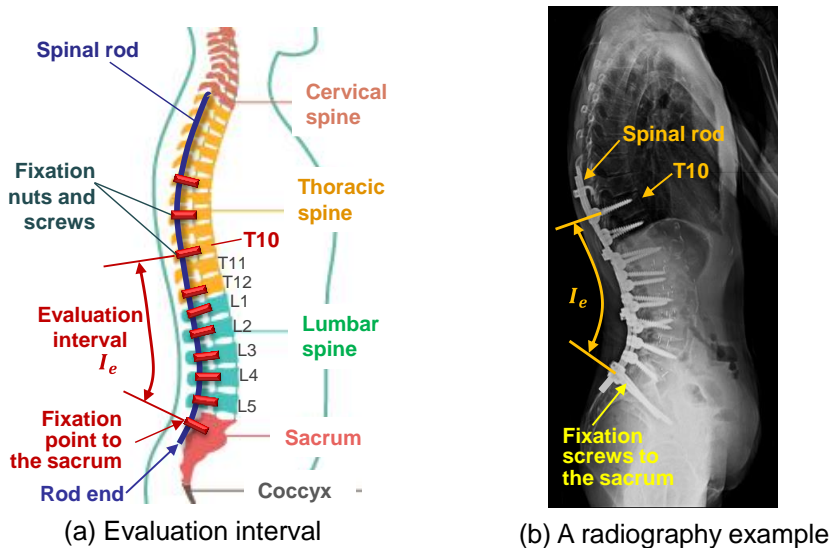 Spinal rod
Cervical
spine
Fixation
nuts and
screws
Thoracic
spine
T10
T11
T12
L1
L2
L3
L4
L5
Evaluation
interval
I_e
Lumbar
spine
Fixation
point to
the sacrum
Sacrum
Rod end
Coccyx
(a) Evaluation interval
Spinal rod
T10
I_e
Fixation
screws to
the sacrum
(b) A radiography example